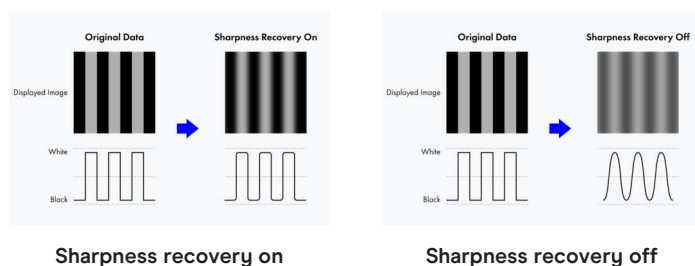 Original Data
Sharpness Recovery On
Displayed Image
White
Black
Sharpness recovery on
Original Data
Sharpness Recovery Off
Displayed Image
White
Black
Sharpness recovery off